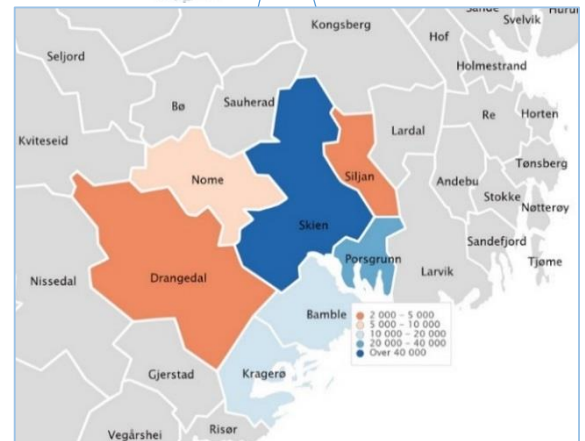 Kongsberg
Sande
Svelvik
Hurum
Hof
Seljord
Holmestrand
Bø
Sauherad
Re
Horten
Lardal
Kviteseid
Tønsberg
Nome
Siljan
Andebu
Stokke
Nøtterøy
Skien
Sandefjord
Porsgrunn
Tjøme
Nissedal
Drangedal
Larvik
Bamble
2 000 – 5 000
5 000 – 10 000
10 000 – 20 000
20 000 – 40 000
Over 40 000
Gjerstad
Kragerø
Vegårshei
Risør